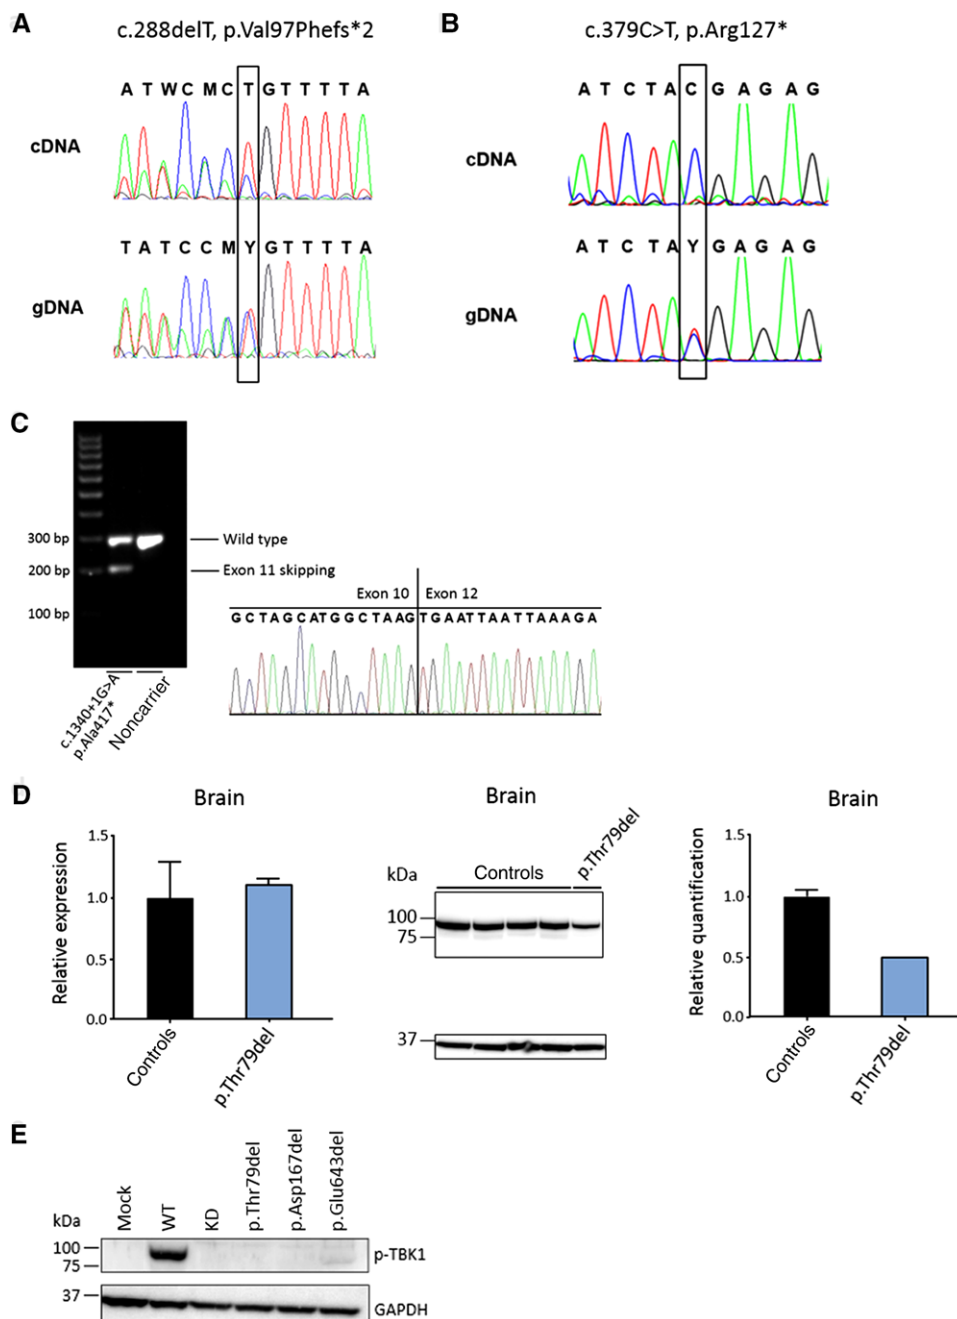 A
c.288delT, p.Val97Phefs*2
A T W C M C T G T T T T A
cDNA
T A T C C M Y G T T T T A
gDNA
B
c.379C>T, p.Arg127*
A T C T A C G A G A G
cDNA
A T C T A Y G A G A G
gDNA
C
300 bp
200 bp
100 bp
Wild type
Exon 11 skipping
c.1340+1G>A
p.Ala417*
Noncarrier
Exon 10 Exon 12
G C T A G C A T G G C T A A G T G A A T T A A T T A A A G A
D
Brain
Relative expression
1.5
1.0
0.5
0.0
Controls
p.Thr79del
Brain
kDa
Controls
p.Thr79del
100
75
37
Brain
Relative quantification
1.5
1.0
0.5
0.0
Controls
p.Thr79del
E
Mock
WT
KD
p.Thr79del
p.Asp167del
p.Glu643del
kDa
100
75
p-TBK1
37
GAPDH